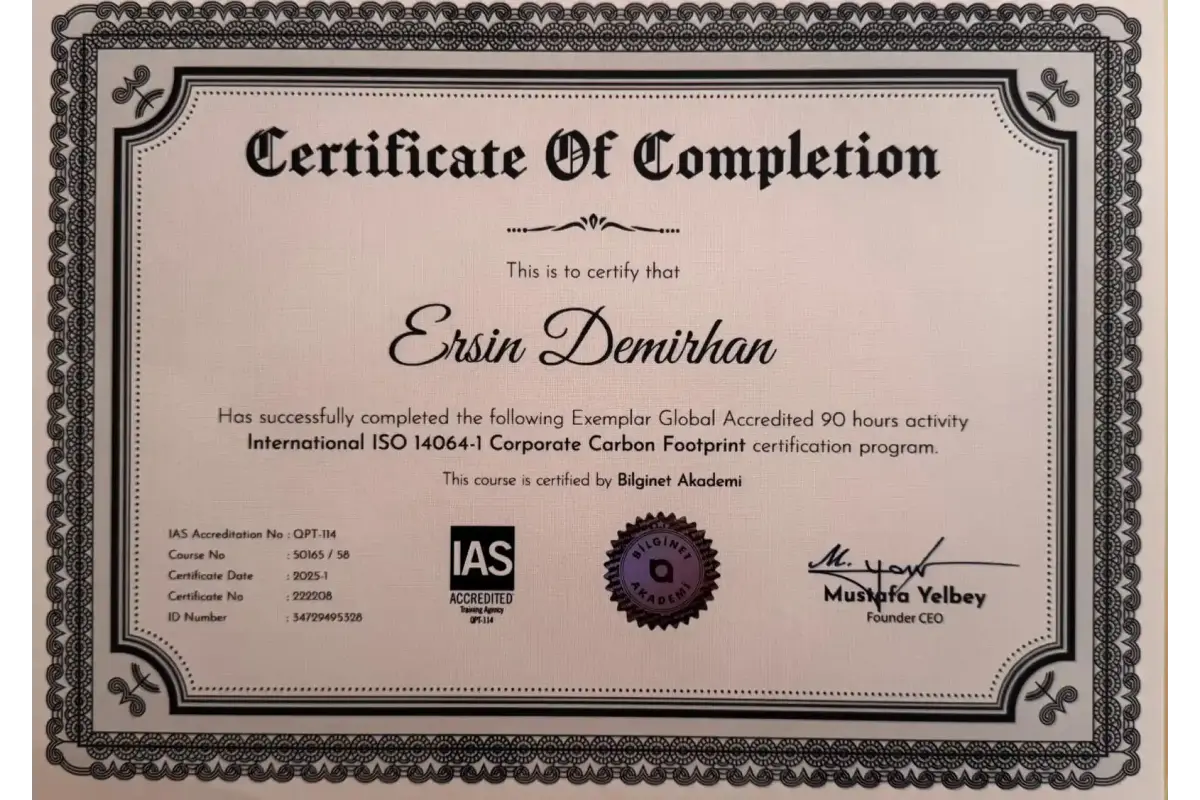 Certificate Of Completion
This is to certify that
Ersin Demirhan
Has successfully completed the following Exemplar Global Accredited 90 hours activity
International ISO 14064-1 Corporate Carbon Footprint certification program.
This course is certified by Bilginet Akademi
IAS Accreditation No : QPT-114
Course No : 50165 / 58
Certificate Date : 2025-1
Certificate No : 222208
ID Number : 34729495328
IAS
ACCREDITED
Training Agency
QPT-114
BİLGİNET
AKADEMİ
Mustafa Yelbey
Founder CEO